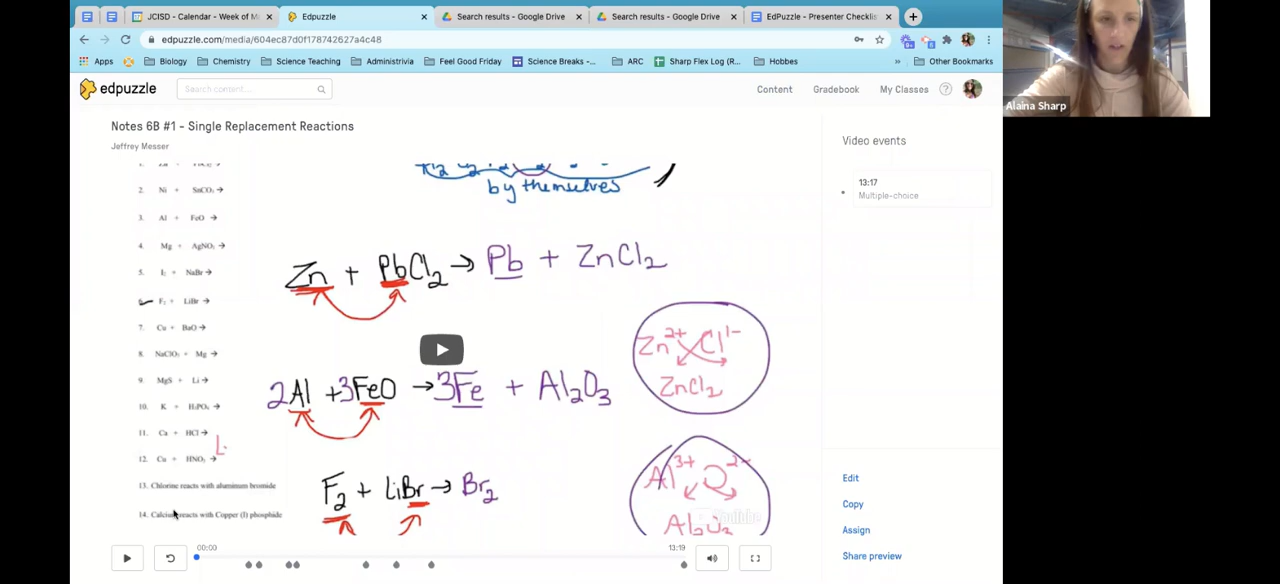 JCISD - Calendar - Week of M
Edpuzzle
Search results - Google Drive
Search results - Google Drive
EdPuzzle - Presenter Checklis
edpuzzle.com/media/604ec87d0f178742627a4c48
Apps
Biology
Chemistry
Science Teaching
Administrivia
Feel Good Friday
Science Breaks -...
ARC
Sharp Flex Log (R...
Hobbes
Other Bookmarks
edpuzzle
Search content...
Content
Gradebook
My Classes
Alaina Sharp
Notes 6B #1 - Single Replacement Reactions
Jeffrey Messer
Video events
13:17
Multiple-choice
by themselves
2. Ni + SnCO₃ →
3. Al + FeO →
4. Mg + AgNO₃ →
5. I₂ + NaBr →
6. F₂ + LiBr →
7. Cu + BaO →
8. NaClO₃ + Mg →
9. MgS + Li →
10. K + H₃PO₄ →
11. Ca + HCl →
12. Cu + HNO₃ →
13. Chlorine reacts with aluminum bromide
14. Calcium reacts with Copper (I) phosphide
Zn + PbCl₂ → Pb + ZnCl₂
Zn²⁺ Cl¹⁻
ZnCl₂
2Al + 3FeO → 3Fe + Al₂O₃
F₂ + LiBr → Br₂
Al³⁺ O²⁻
YouTube
Edit
Copy
Assign
Share preview
00:00
13:19